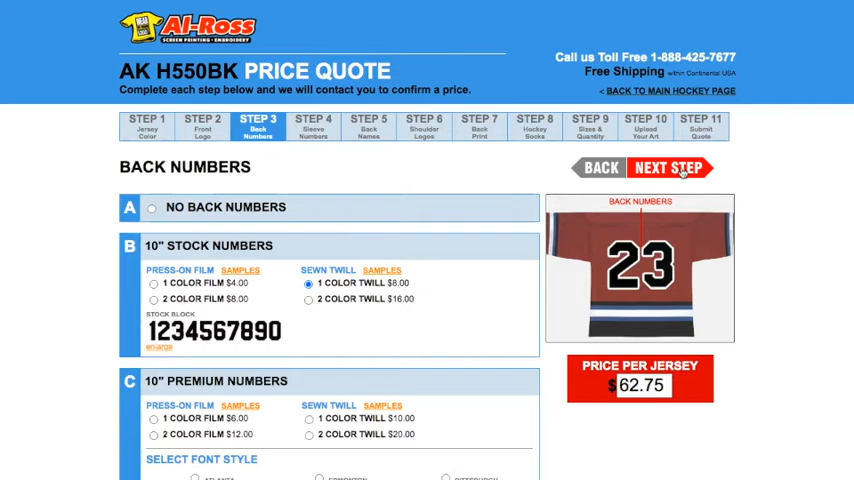 WEAR YOUR LOGO
Al-Ross
SCREEN PRINTING • EMBROIDERY
Call us Toll Free 1-888-425-7677
AK H550BK PRICE QUOTE
Free Shipping within Continental USA
Complete each step below and we will contact you to confirm a price.
< BACK TO MAIN HOCKEY PAGE
STEP 1 STEP 2 STEP 3 STEP 4 STEP 5 STEP 6 STEP 7 STEP 8 STEP 9 STEP 10 STEP 11
Jersey Front Back Sleeve Back Shoulder Back Hockey Sizes & Upload Submit
Color Logo Numbers Numbers Names Logos Print Socks Quantity Your Art Quote
BACK NUMBERS
BACK NEXT STEP
A NO BACK NUMBERS
BACK NUMBERS
B 10" STOCK NUMBERS
23
PRESS-ON FILM SAMPLES SEWN TWILL SAMPLES
1 COLOR FILM $4.00 1 COLOR TWILL $8.00
2 COLOR FILM $8.00 2 COLOR TWILL $16.00
STOCK BLOCK
1234567890
enlarge
PRICE PER JERSEY
$ 62.75
C 10" PREMIUM NUMBERS
PRESS-ON FILM SAMPLES SEWN TWILL SAMPLES
1 COLOR FILM $6.00 1 COLOR TWILL $10.00
2 COLOR FILM $12.00 2 COLOR TWILL $20.00
SELECT FONT STYLE
ATLANTA EDMONTON PITTSBURGH